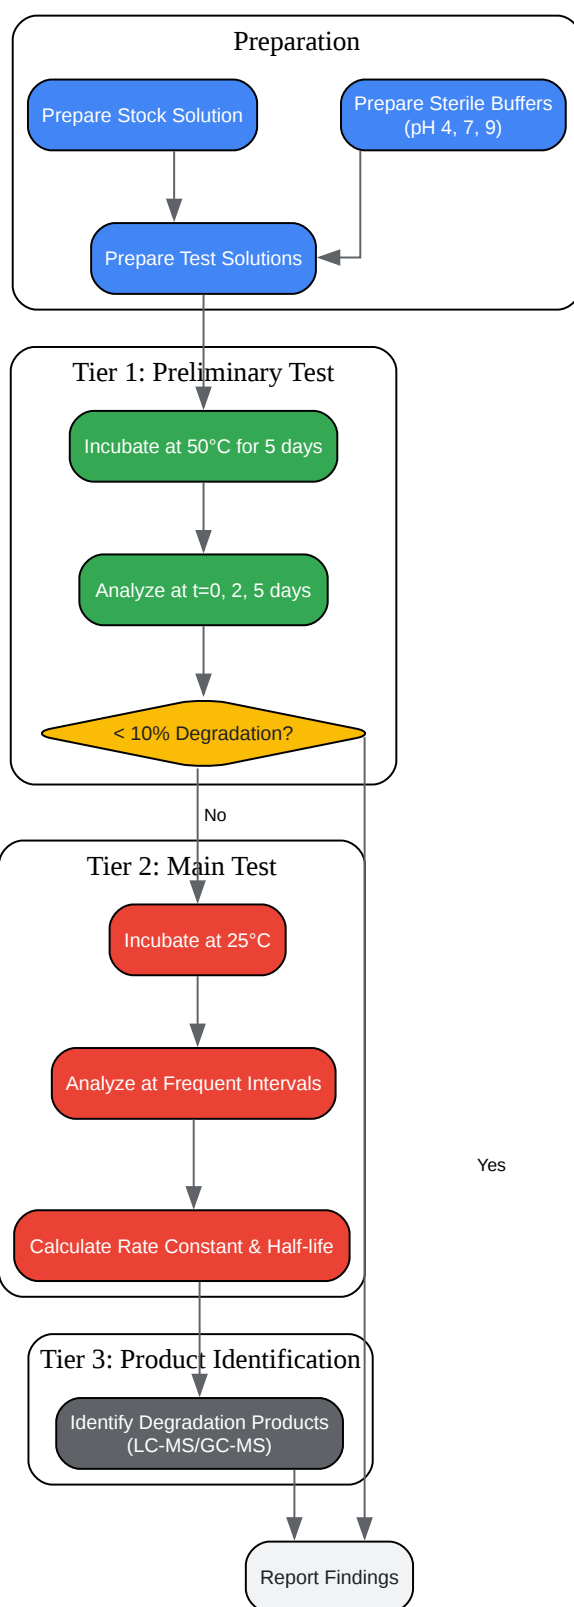 Preparation
Prepare Stock Solution
Prepare Sterile Buffers
(pH 4, 7, 9)
Prepare Test Solutions
Tier 1: Preliminary Test
Incubate at 50°C for 5 days
Analyze at t=0, 2, 5 days
< 10% Degradation?
No
Tier 2: Main Test
Incubate at 25°C
Analyze at Frequent Intervals
Yes
Calculate Rate Constant & Half-life
Tier 3: Product Identification
Identify Degradation Products
(LC-MS/GC-MS)
Report Findings